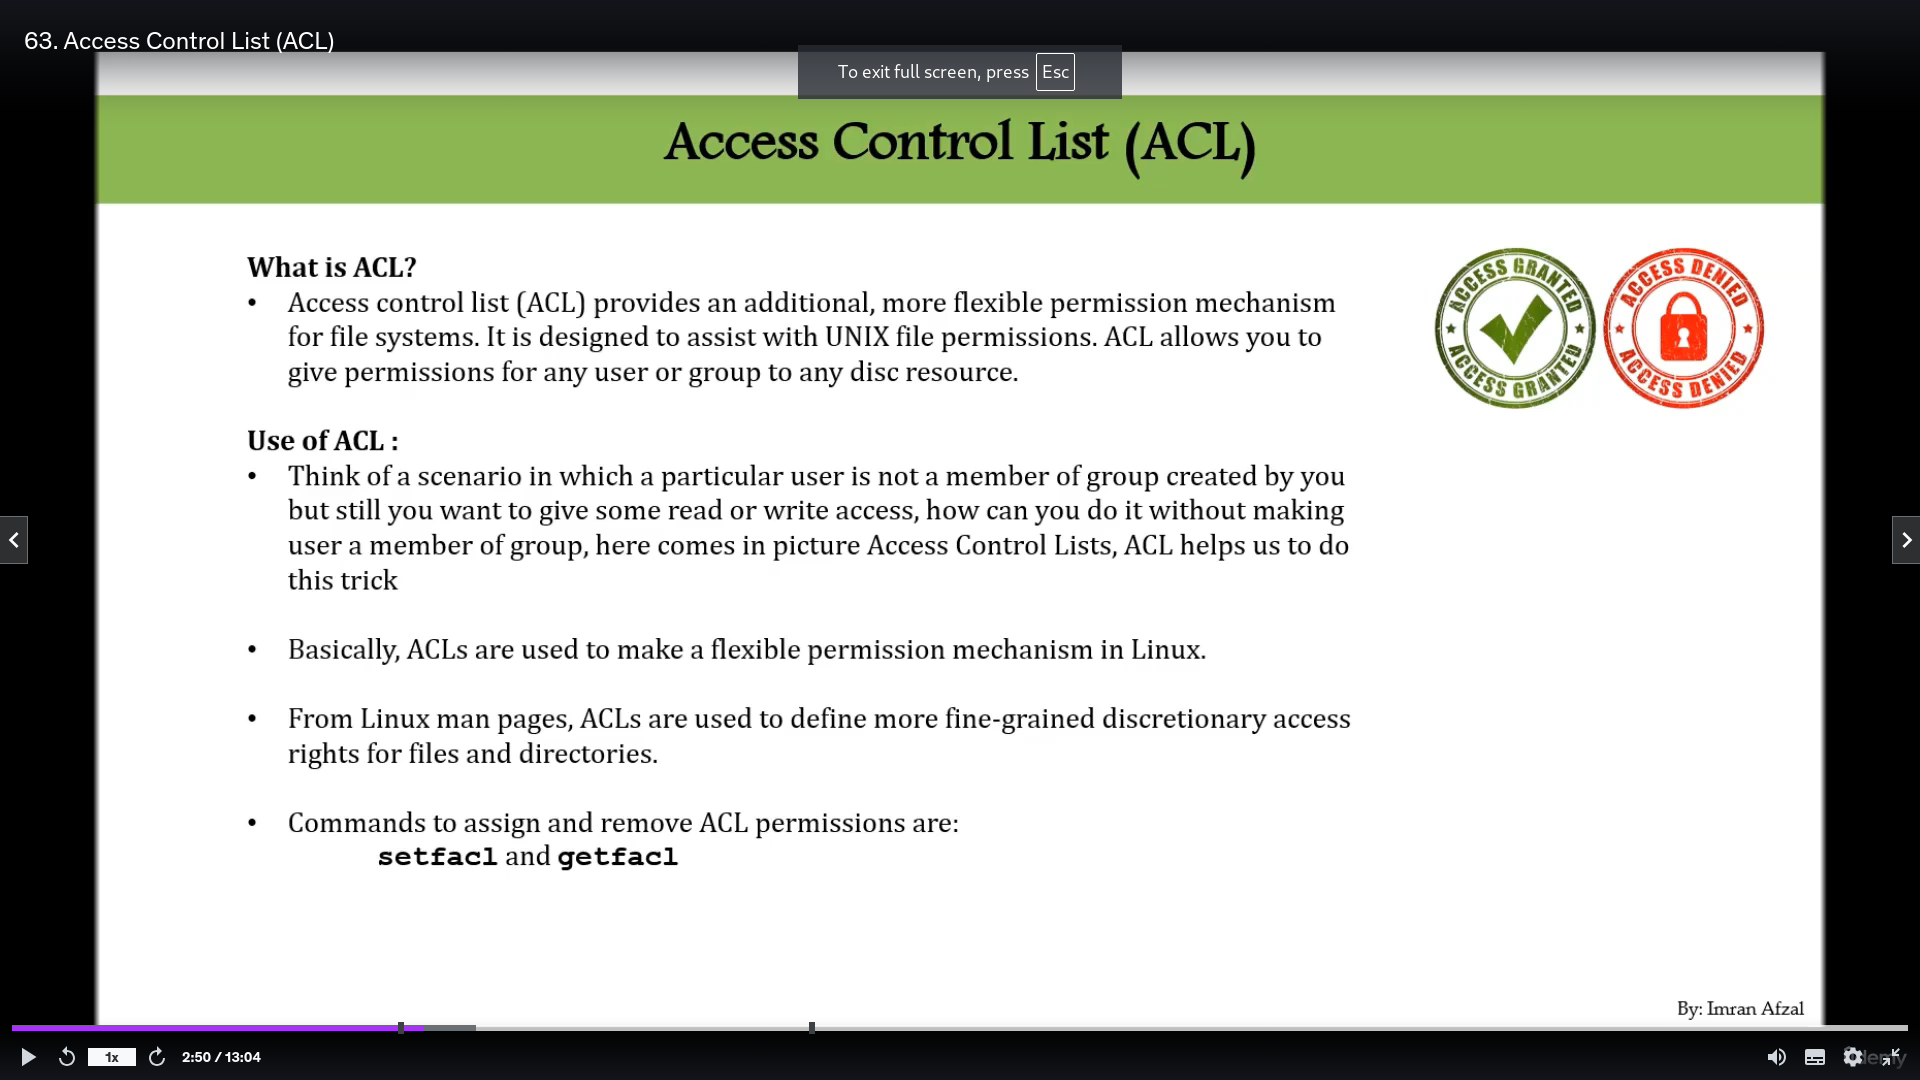 63. Access Control List (ACL)
To exit full screen, press Esc
Access Control List (ACL)
What is ACL?
• Access control list (ACL) provides an additional, more flexible permission mechanism
for file systems. It is designed to assist with UNIX file permissions. ACL allows you to
give permissions for any user or group to any disc resource.
ACCESS GRANTED
ACCESS GRANTED
ACCESS DENIED
ACCESS DENIED
Use of ACL :
• Think of a scenario in which a particular user is not a member of group created by you
but still you want to give some read or write access, how can you do it without making
user a member of group, here comes in picture Access Control Lists, ACL helps us to do
this trick
• Basically, ACLs are used to make a flexible permission mechanism in Linux.
• From Linux man pages, ACLs are used to define more fine-grained discretionary access
rights for files and directories.
• Commands to assign and remove ACL permissions are:
setfacl and getfacl
By: Imran Afzal
1x
2:50 / 13:04